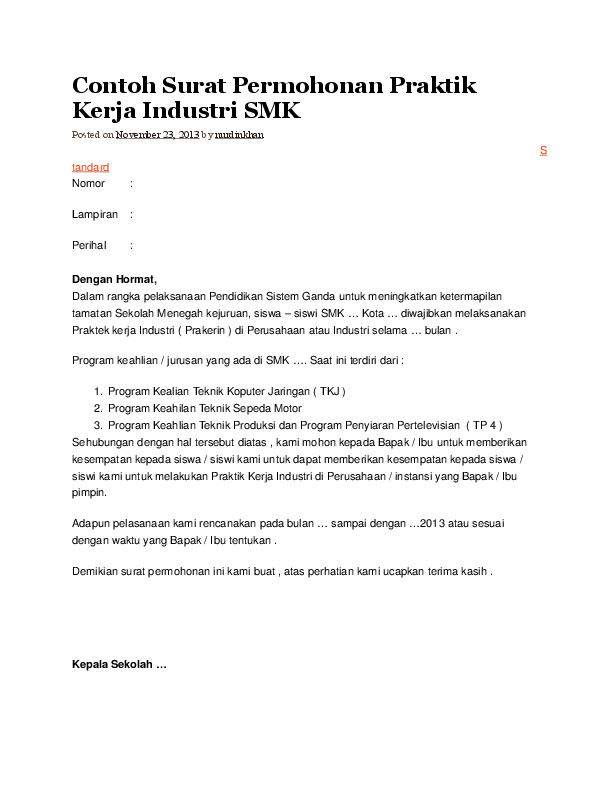 Contoh Surat Permohonan Praktik
Kerja Industri SMK
Posted on November 23, 2013 by nurdinkhan
S
tandard
Nomor :
Lampiran :
Perihal :
Dengan Hormat,
Dalam rangka pelaksanaan Pendidikan Sistem Ganda untuk meningkatkan ketermapilan
tamatan Sekolah Menegah kejuruan, siswa – siswi SMK … Kota … diwajibkan melaksanakan
Praktek kerja Industri ( Prakerin ) di Perusahaan atau Industri selama … bulan .
Program keahlian / jurusan yang ada di SMK …. Saat ini terdiri dari :
1. Program Kealian Teknik Koputer Jaringan ( TKJ )
2. Program Keahilan Teknik Sepeda Motor
3. Program Keahlian Teknik Produksi dan Program Penyiaran Pertelevisian ( TP 4 )
Sehubungan dengan hal tersebut diatas , kami mohon kepada Bapak / Ibu untuk memberikan
kesempatan kepada siswa / siswi kami untuk dapat memberikan kesempatan kepada siswa /
siswi kami untuk melakukan Praktik Kerja Industri di Perusahaan / instansi yang Bapak / Ibu
pimpin.
Adapun pelasanaan kami rencanakan pada bulan … sampai dengan …2013 atau sesuai
dengan waktu yang Bapak / Ibu tentukan .
Demikian surat permohonan ini kami buat , atas perhatian kami ucapkan terima kasih .
Kepala Sekolah …